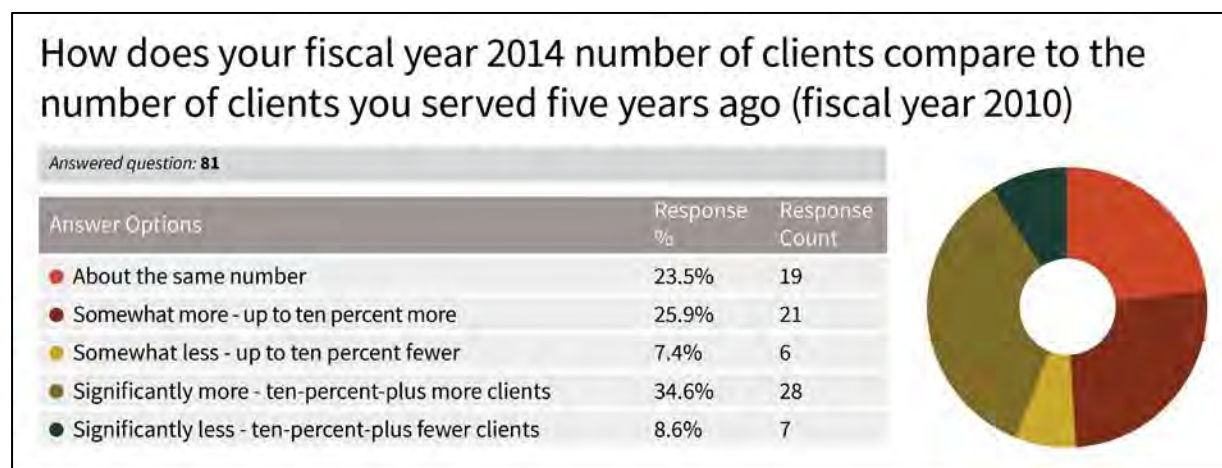 How does your fiscal year 2014 number of clients compare to the
number of clients you served five years ago (fiscal year 2010)
Answered question: 81
Answer Options Response % Response Count
About the same number 23.5% 19
Somewhat more - up to ten percent more 25.9% 21
Somewhat less - up to ten percent fewer 7.4% 6
Significantly more - ten-percent-plus more clients 34.6% 28
Significantly less - ten-percent-plus fewer clients 8.6% 7